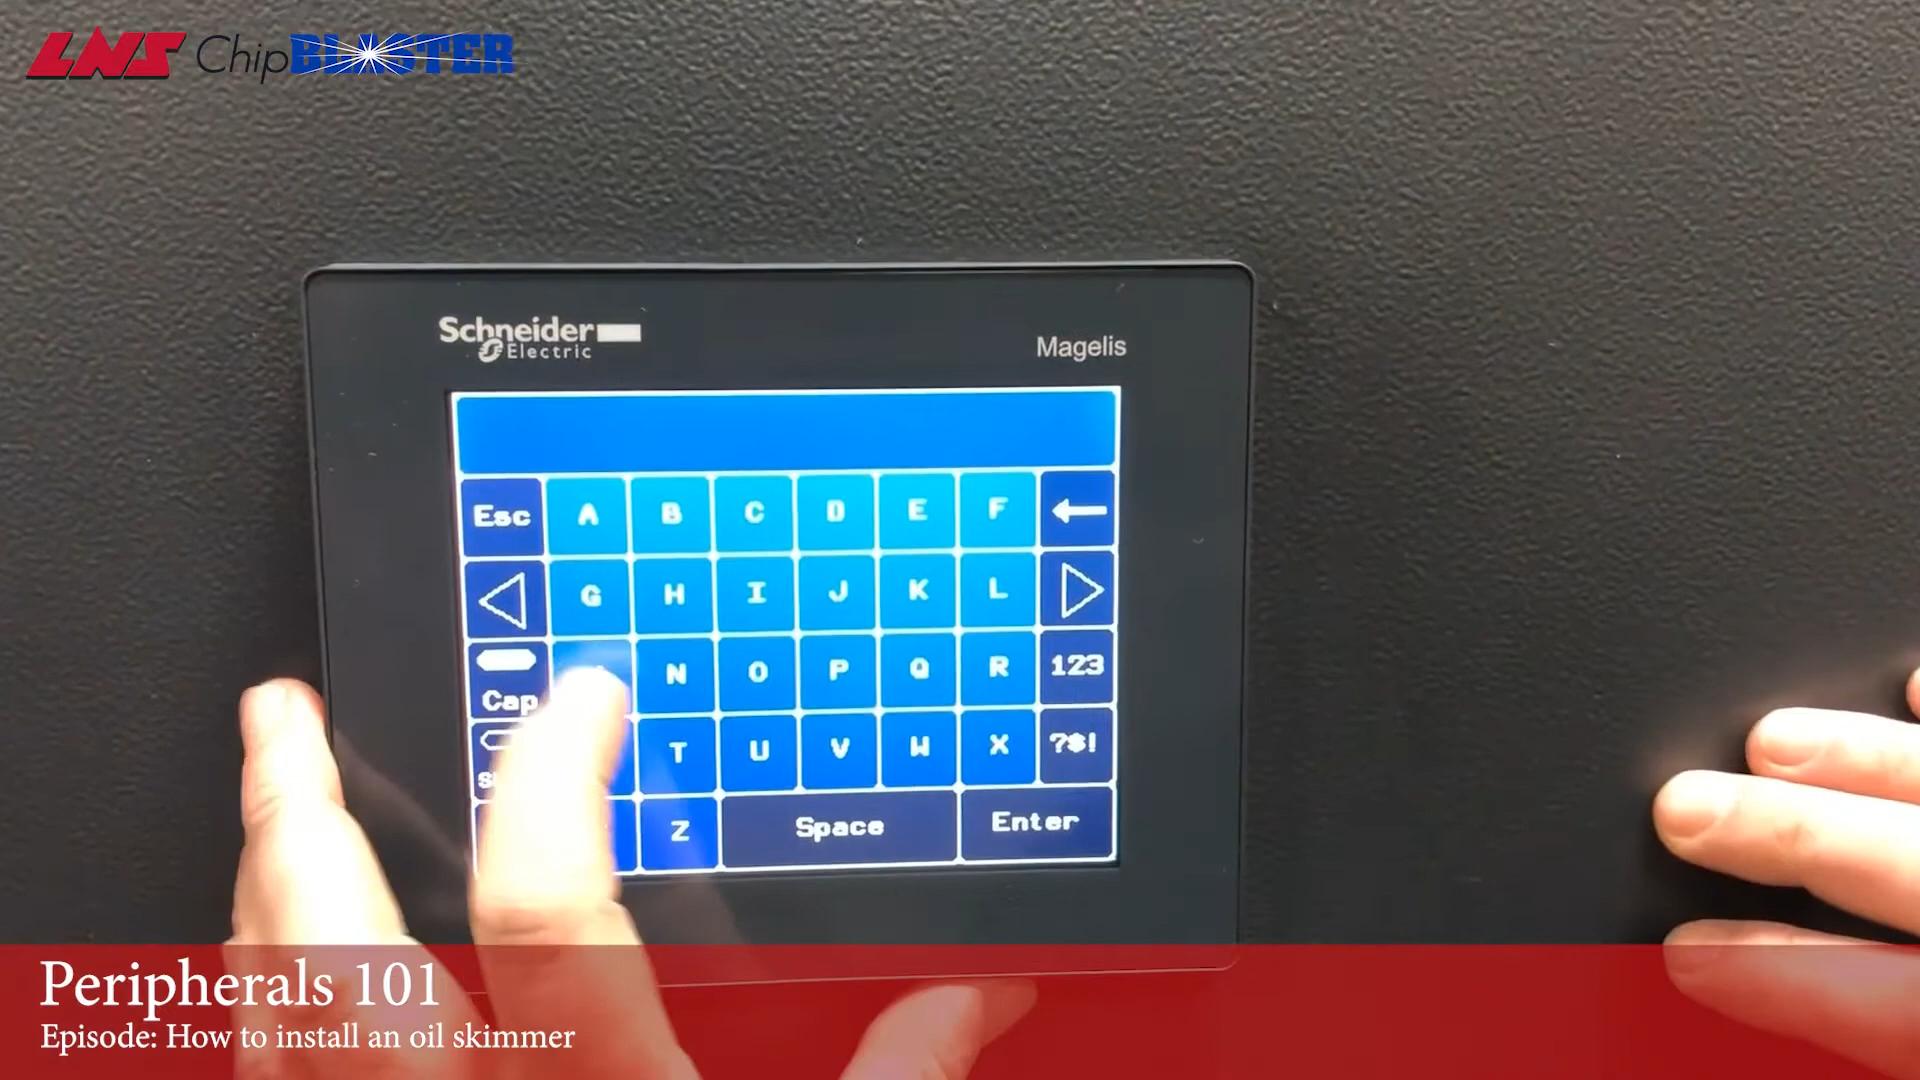 LNS ChipBLASTER
Schneider
Electric
Magelis
Esc A B C D E F
G H I J K L
Cap N O P Q R 123
T U V W X ?$!
Z Space Enter
Peripherals 101
Episode: How to install an oil skimmer